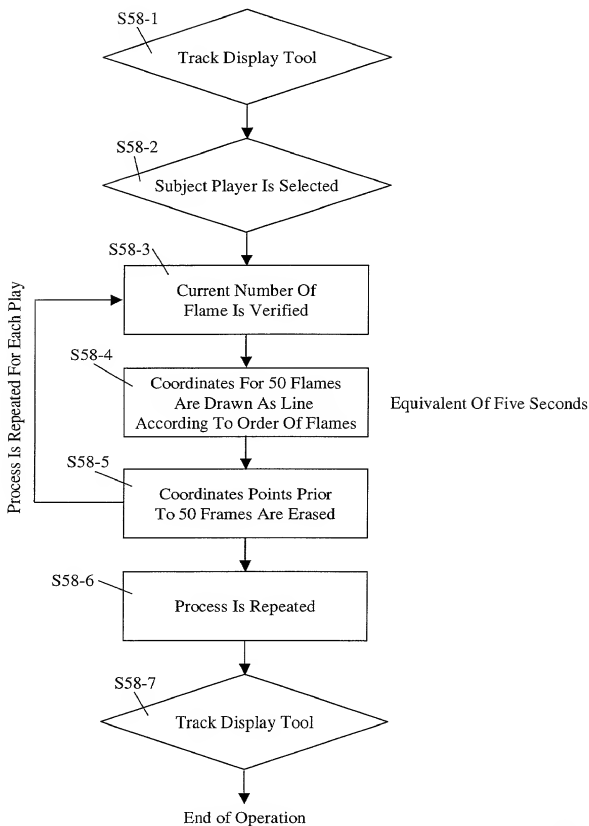 S58-1
Track Display Tool
S58-2
Subject Player Is Selected
S58-3
Current Number Of
Flame Is Verified
Process Is Repeated For Each Play
S58-4
Coordinates For 50 Flames
Are Drawn As Line
According To Order Of Flames
Equivalent Of Five Seconds
S58-5
Coordinates Points Prior
To 50 Frames Are Erased
S58-6
Process Is Repeated
S58-7
Track Display Tool
End of Operation